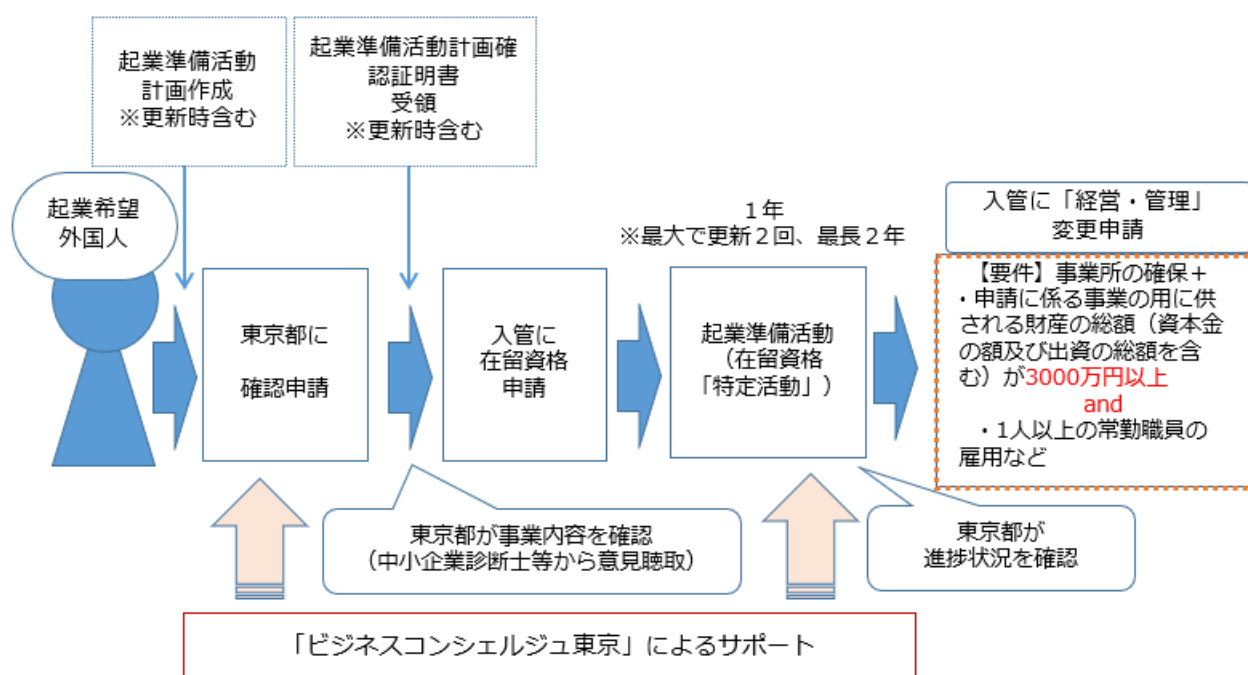 起業準備活動
計画作成
※更新時含む
起業準備活動計画確
認証明書
受領
※更新時含む
起業希望
外国人
東京都に
確認申請
入管に
在留資格
申請
1年
※最大で更新2回、最長2年
起業準備活動
（在留資格
「特定活動」）
入管に「経営・管理」
変更申請
【要件】事業所の確保＋
・申請に係る事業の用に供
される財産の総額（資本金
の額及び出資の総額を含
む）が3000万円以上
and
・1人以上の常勤職員の
雇用など
東京都が事業内容を確認
（中小企業診断士等から意見聴取）
東京都が
進捗状況を確認
「ビジネスコンシェルジュ東京」によるサポート